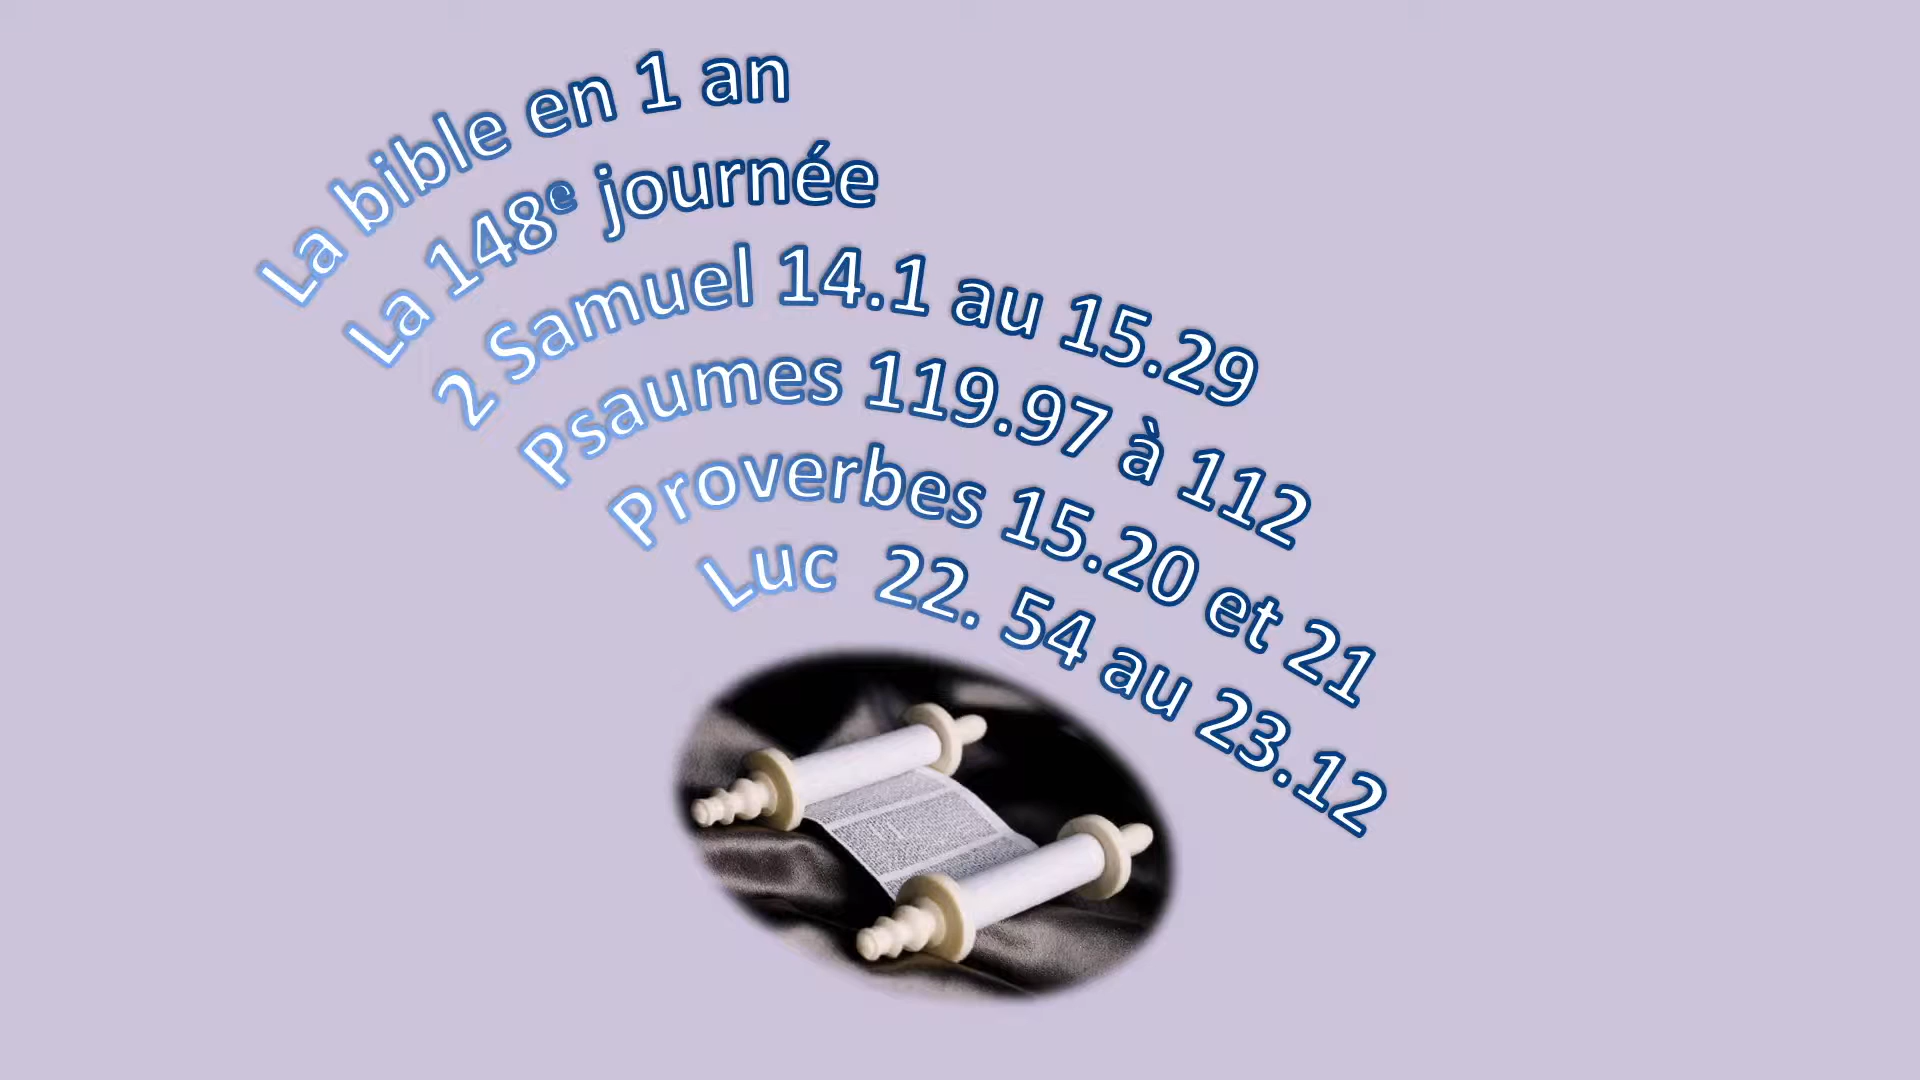 La bible en 1 an
La 148e journée
2 Samuel 14.1 au 15.29
Psaumes 119.97 à 112
Proverbes 15.20 et 21
Luc  22. 54 au 23.12